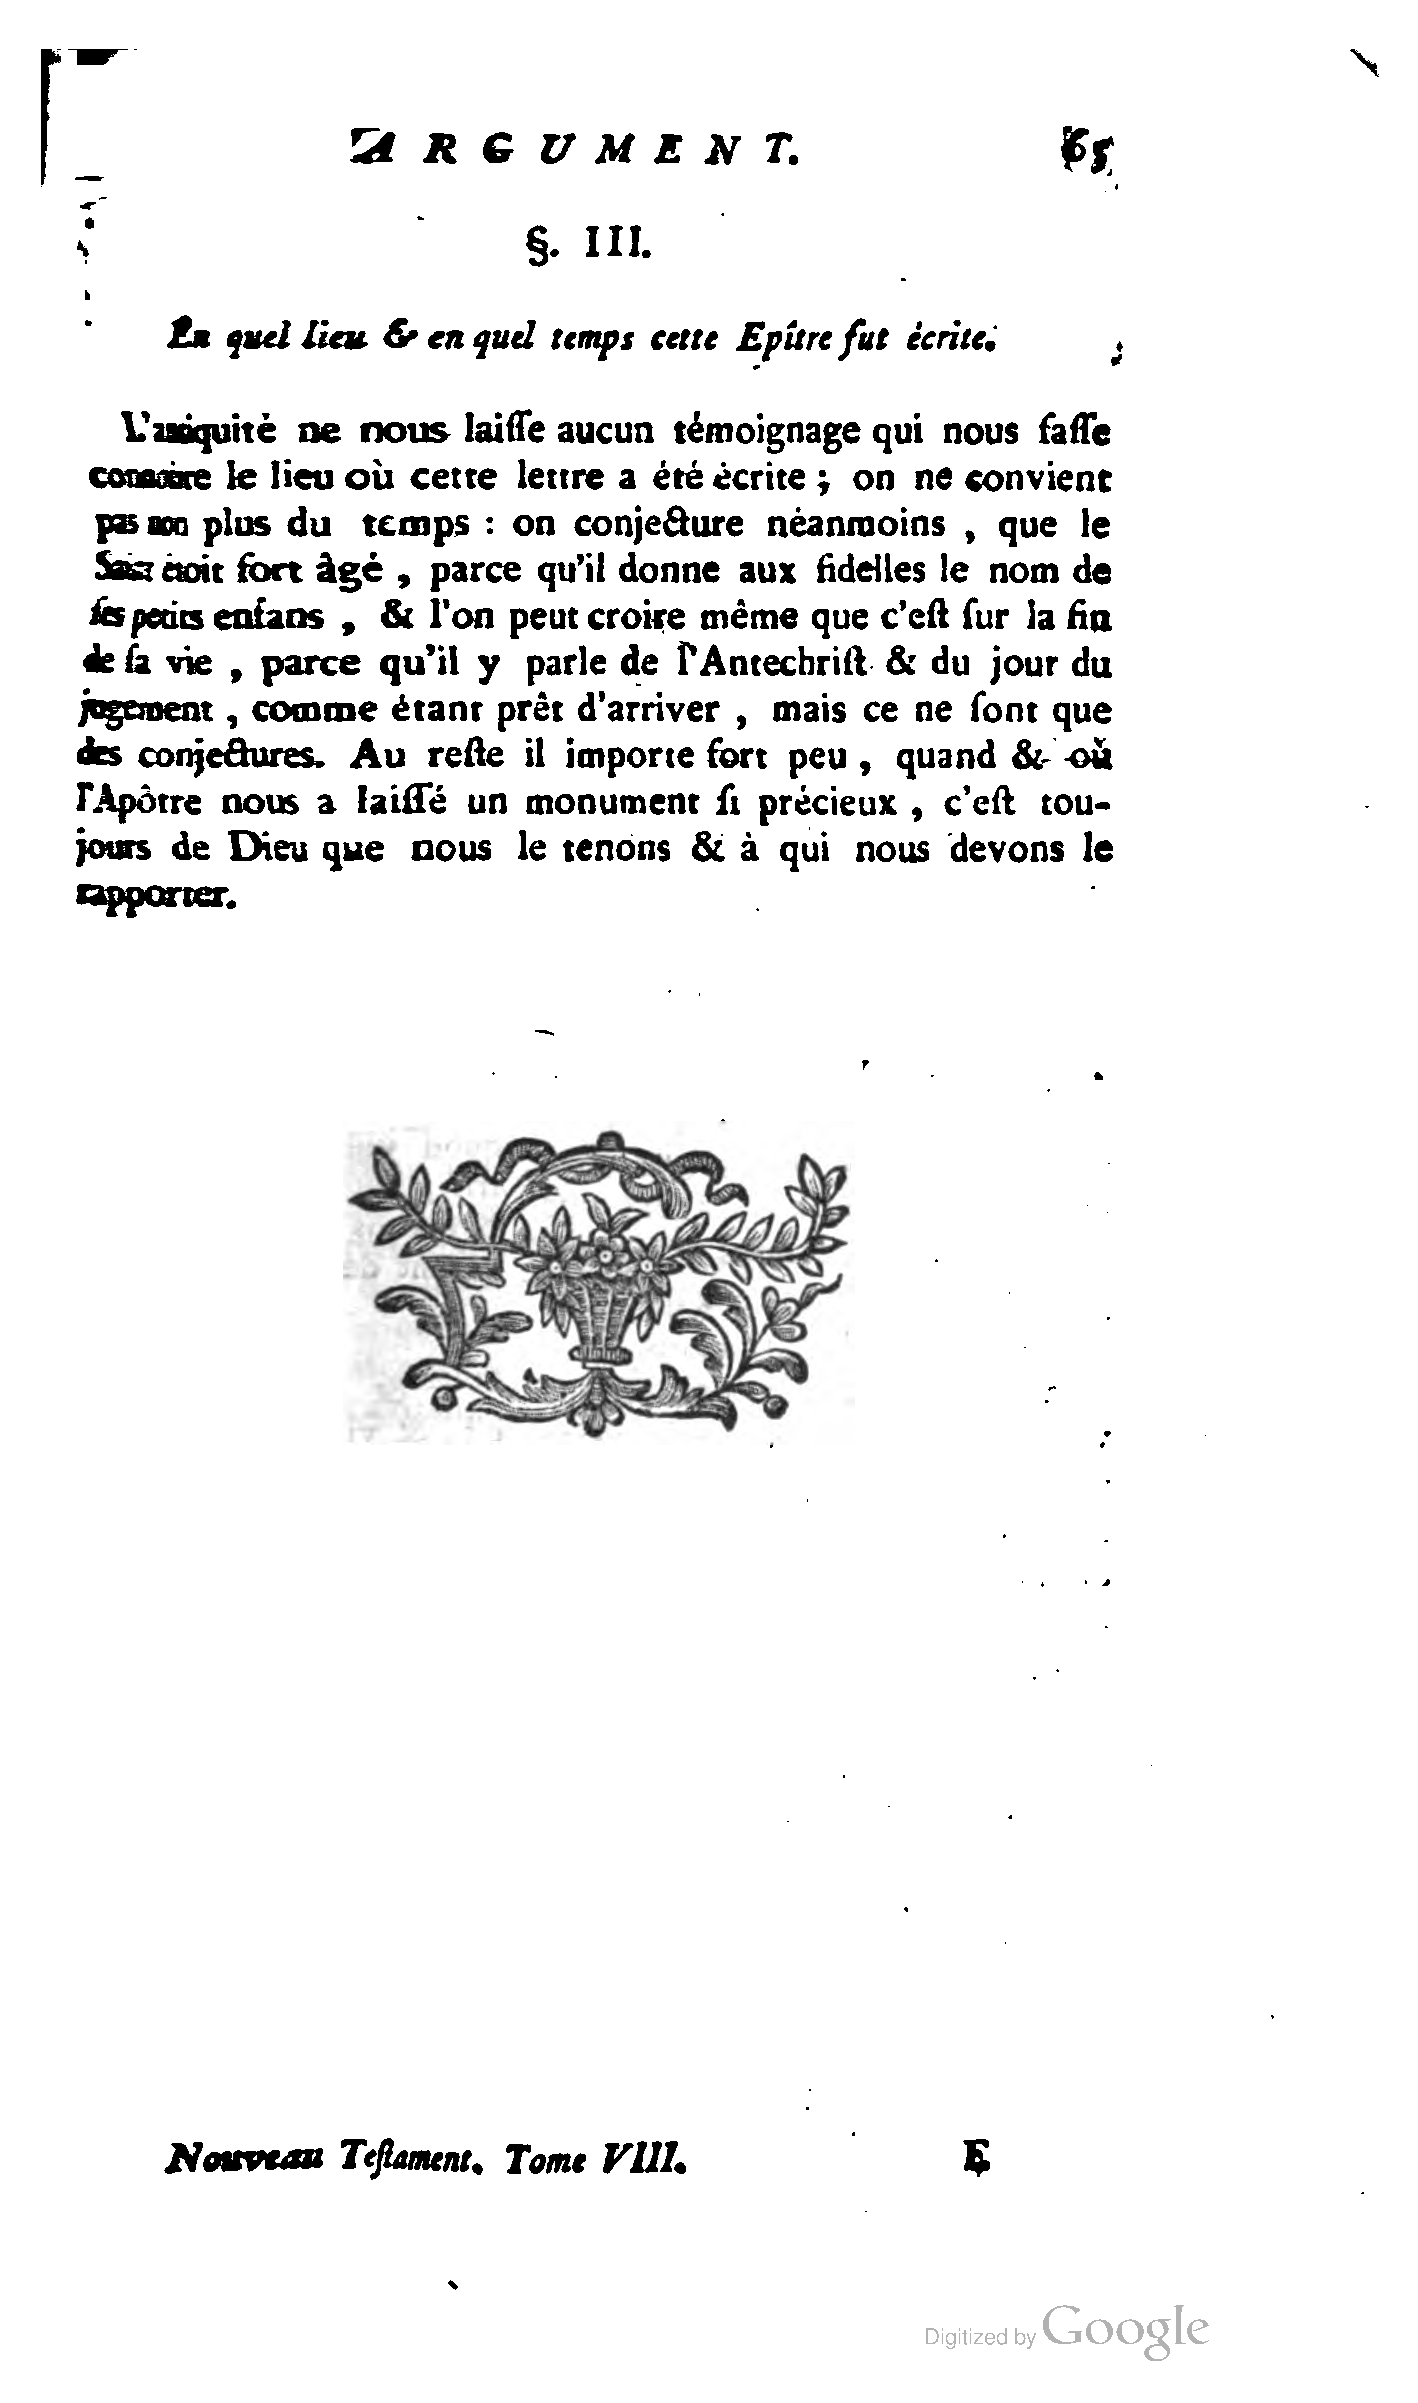 ARGUMENT. 65
§. III.
En quel lieu & en quel temps cette Epître fut écrite.
L'antiquité ne nous laiſſe aucun témoignage qui nous faſſe
connoître le lieu où cette lettre a été écrite ; on ne convient
pas non plus du temps : on conjecture néanmoins , que le
Saint étoit fort âgé , parce qu'il donne aux fidelles le nom de
ſes petits enfans , & l'on peut croire même que c'eſt ſur la fin
de ſa vie , parce qu'il y parle de l'Antechriſt & du jour du
jugement , comme étant prêt d'arriver , mais ce ne ſont que
des conjectures. Au reſte il importe fort peu , quand & où
l'Apôtre nous a laiſſé un monument ſi précieux , c'eſt tou-
jours de Dieu que nous le tenons & à qui nous devons le
rapporter.
Nouveau Teſtament. Tome VIII. E
Digitized by Google